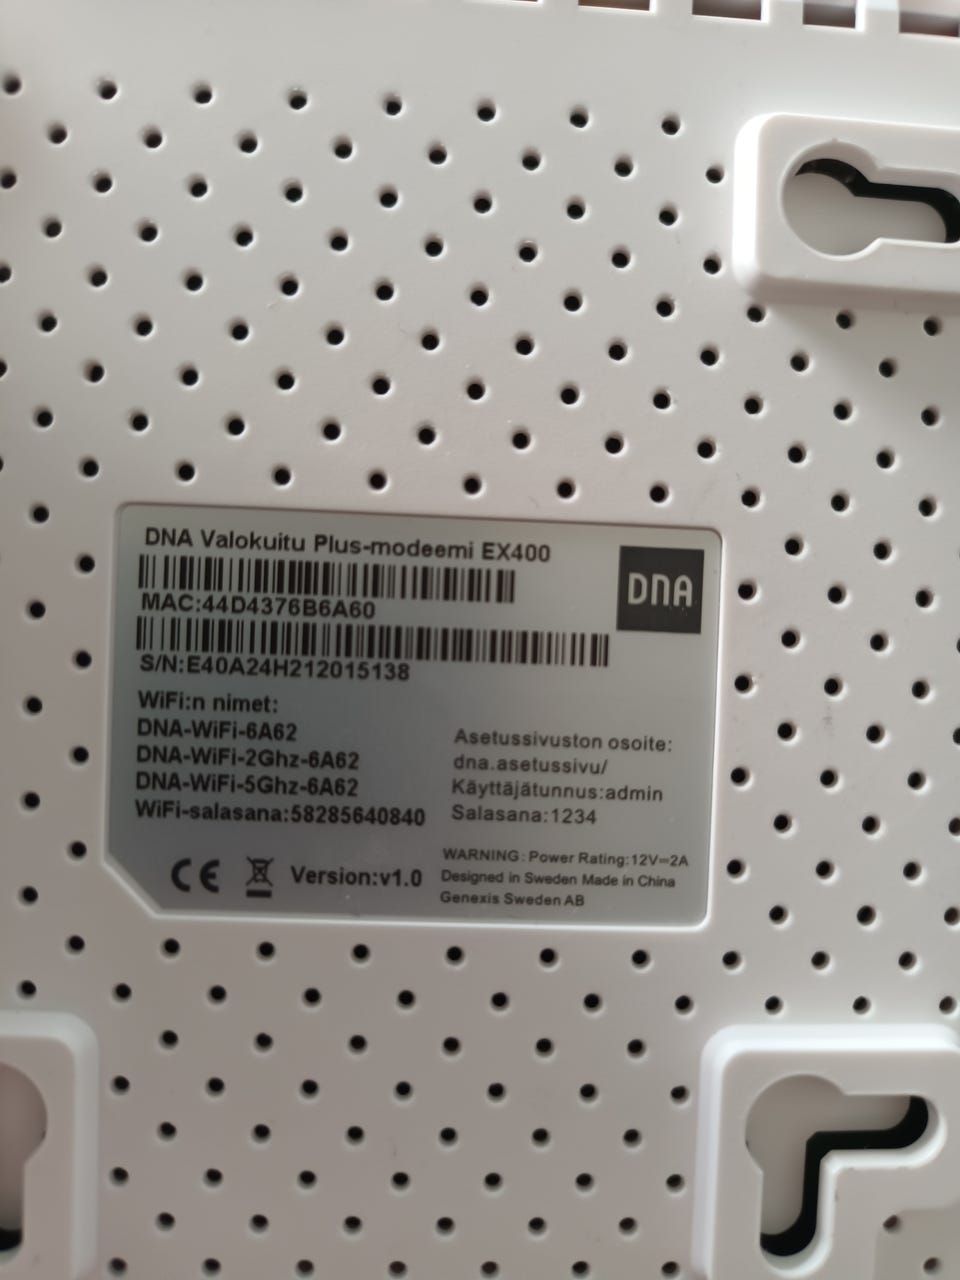 DNA Valokuitu Plus-modeemi EX400
DNA
MAC:44D4376B6A60
S/N:E40A24H212015138
WiFi:n nimet:
DNA-WiFi-6A62
DNA-WiFi-2Ghz-6A62
DNA-WiFi-5Ghz-6A62
WiFi-salasana:58285640840
Asetussivuston osoite:
dna.asetussivu/
Käyttäjätunnus:admin
Salasana:1234
CE
Version:v1.0
WARNING: Power Rating:12V⎓2A
Designed in Sweden Made in China
Genexis Sweden AB